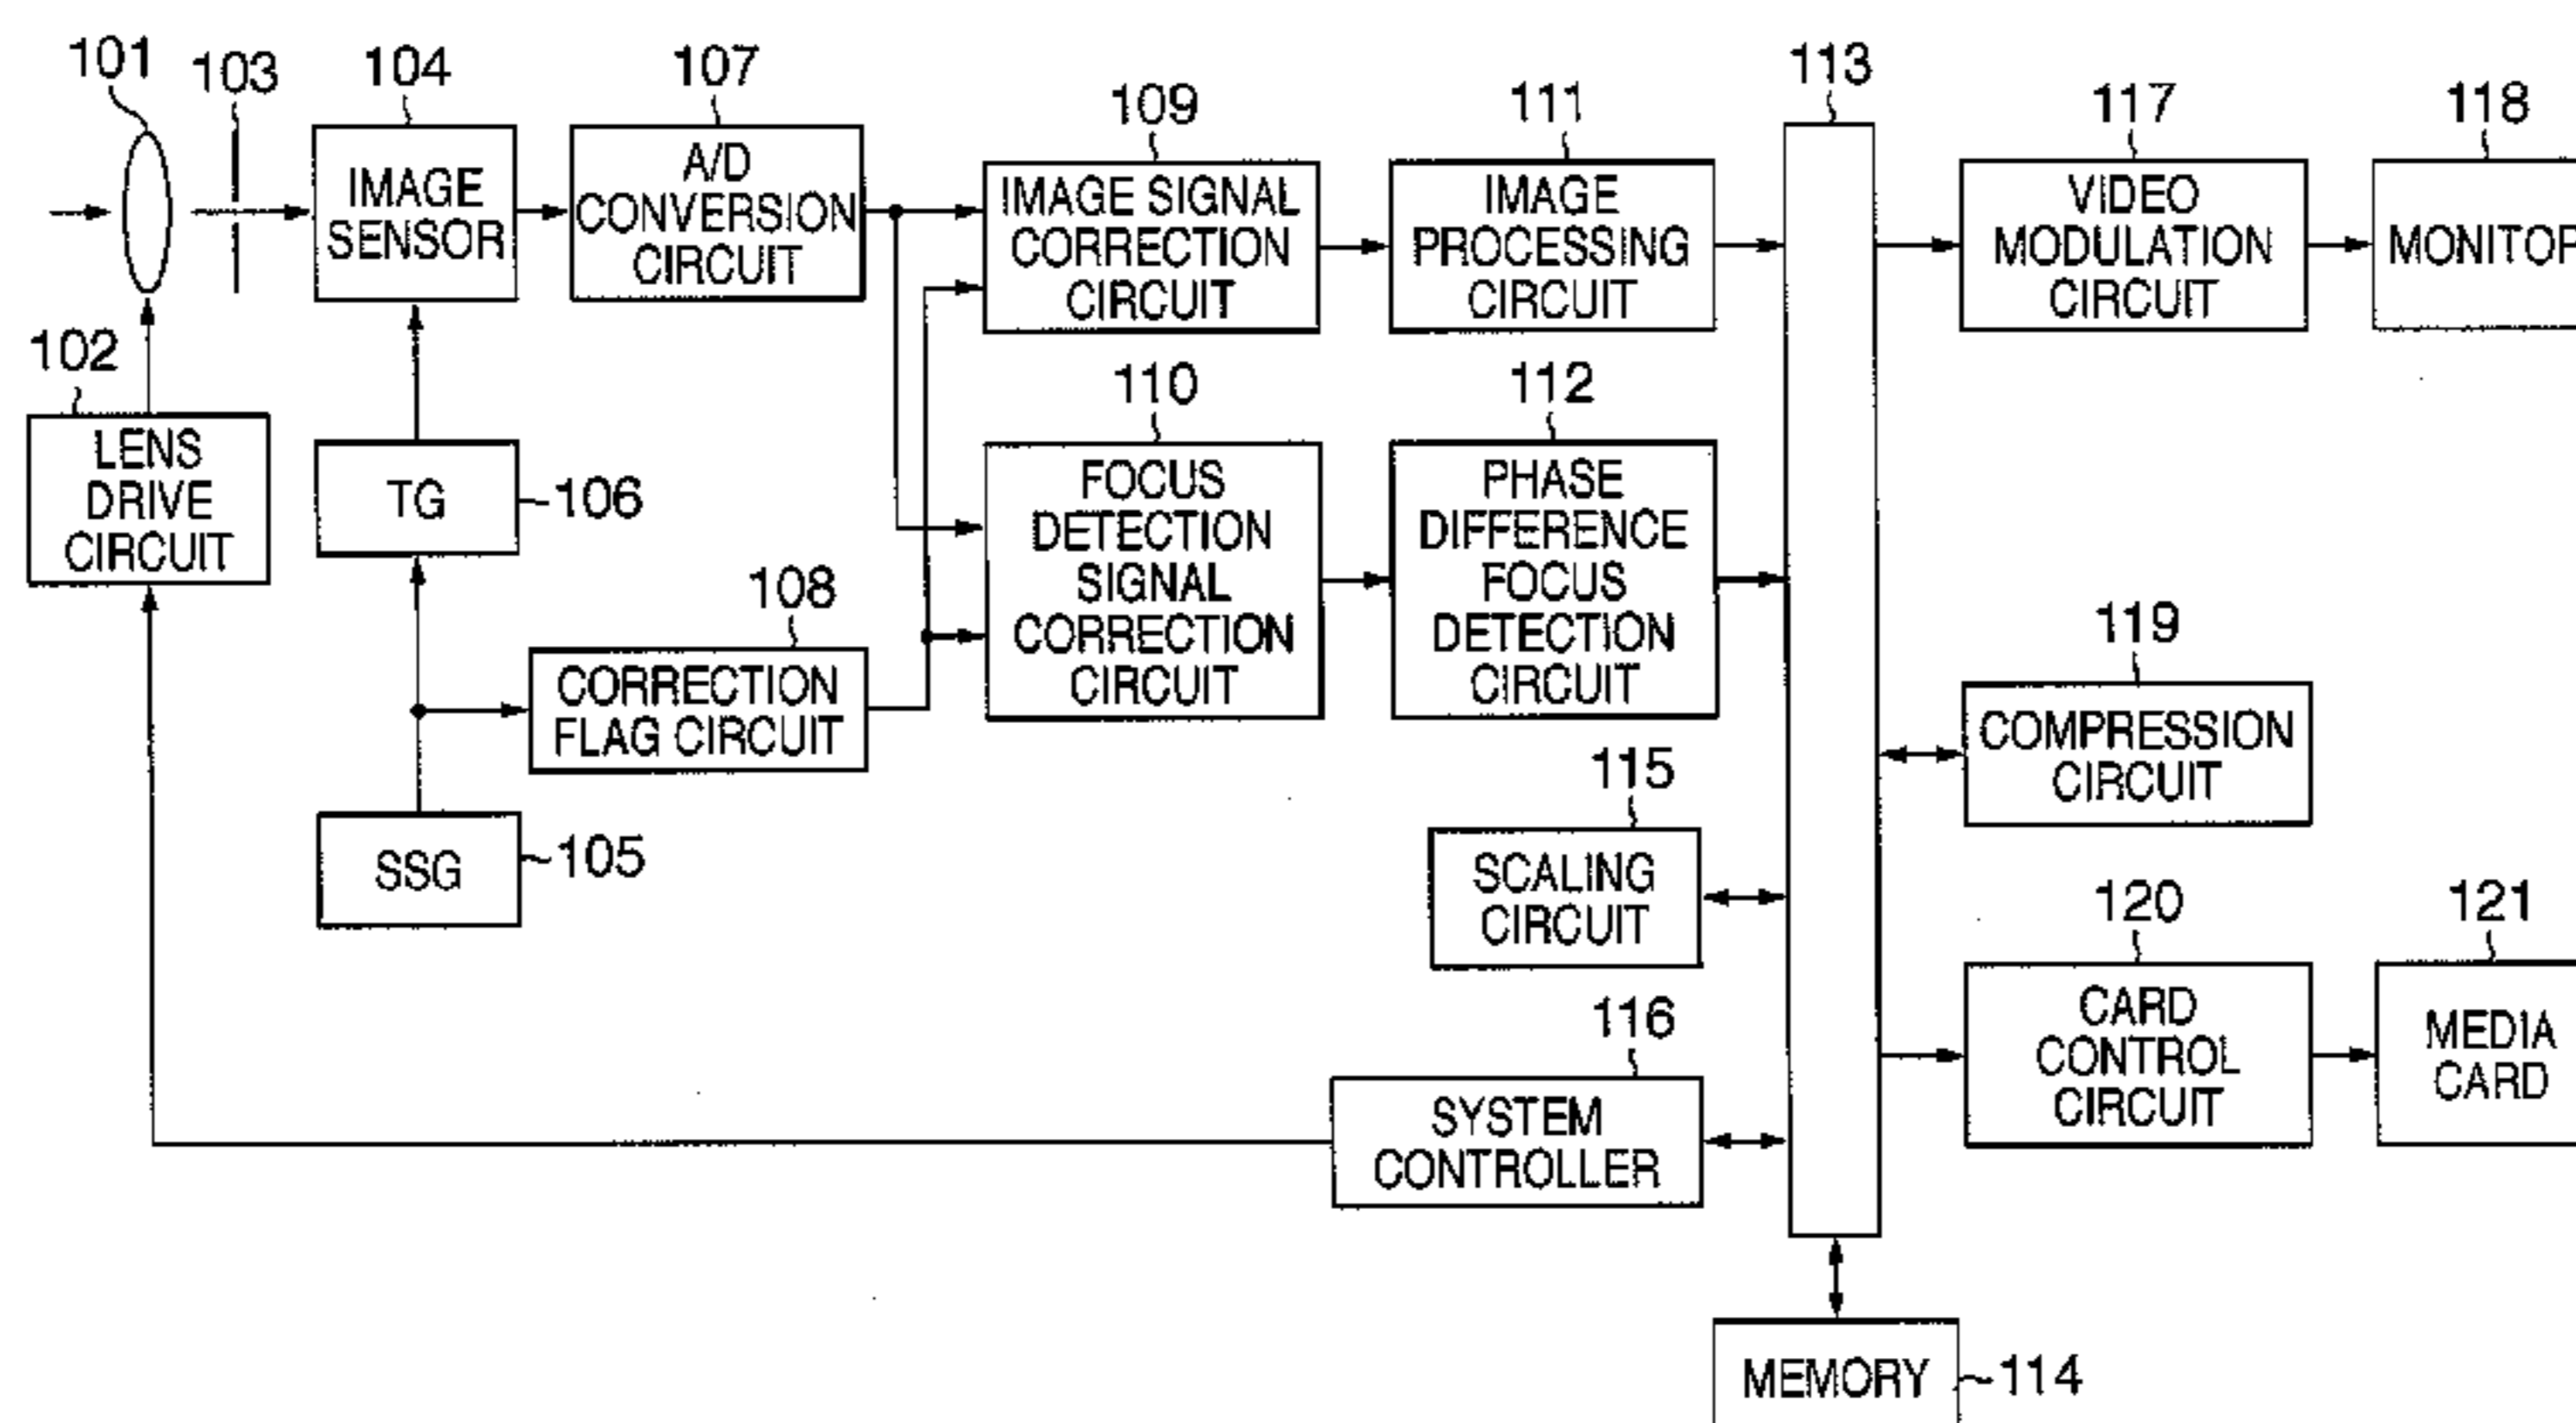 101
103
104
107
109
111
113
117
118
IMAGE
SENSOR
A/D
CONVERSION
CIRCUIT
IMAGE SIGNAL
CORRECTION
CIRCUIT
IMAGE
PROCESSING
CIRCUIT
VIDEO
MODULATION
CIRCUIT
MONITOR
102
LENS
DRIVE
CIRCUIT
TG
106
110
FOCUS
DETECTION
SIGNAL
CORRECTION
CIRCUIT
112
PHASE
DIFFERENCE
FOCUS
DETECTION
CIRCUIT
108
CORRECTION
FLAG CIRCUIT
119
COMPRESSION
CIRCUIT
SSG
105
115
SCALING
CIRCUIT
120
CARD
CONTROL
CIRCUIT
121
MEDIA
CARD
116
SYSTEM
CONTROLLER
MEMORY
114